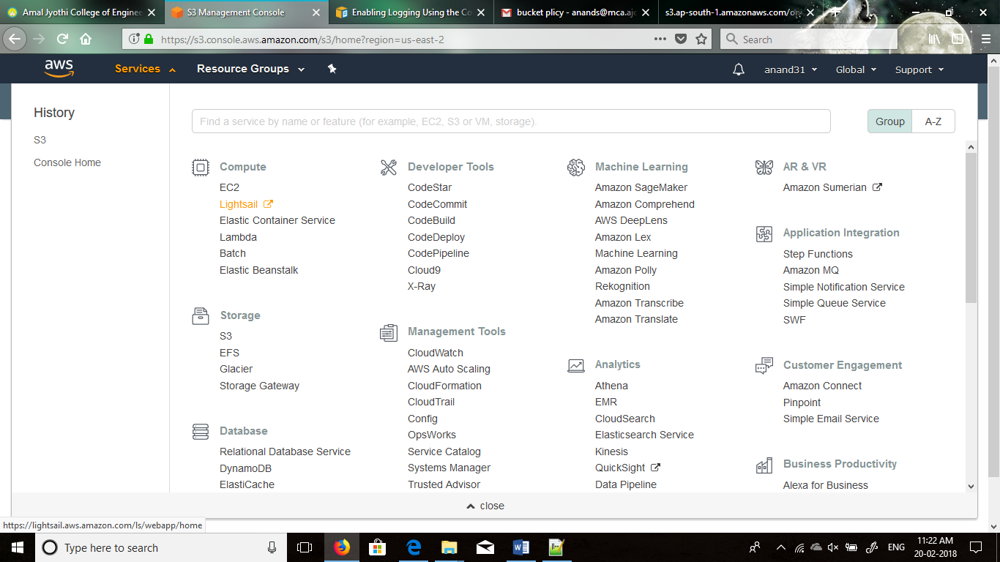 Amal Jyothi College of Enginee
S3 Management Console
Enabling Logging Using the Co
bucket plicy - anands@mca.ajc
s3.ap-south-1.amazonaws.com/on
https://s3.console.aws.amazon.com/s3/home?region=us-east-2
Search
aws
Services
Resource Groups
anand31
Global
Support
History
S3
Console Home
Find a service by name or feature (for example, EC2, S3 or VM, storage).
Group
A-Z
Compute
EC2
Lightsail
Elastic Container Service
Lambda
Batch
Elastic Beanstalk
Storage
S3
EFS
Glacier
Storage Gateway
Database
Relational Database Service
DynamoDB
ElastiCache
Developer Tools
CodeStar
CodeCommit
CodeBuild
CodeDeploy
CodePipeline
Cloud9
X-Ray
Management Tools
CloudWatch
AWS Auto Scaling
CloudFormation
CloudTrail
Config
OpsWorks
Service Catalog
Systems Manager
Trusted Advisor
Machine Learning
Amazon SageMaker
Amazon Comprehend
AWS DeepLens
Amazon Lex
Machine Learning
Amazon Polly
Rekognition
Amazon Transcribe
Amazon Translate
Analytics
Athena
EMR
CloudSearch
Elasticsearch Service
Kinesis
QuickSight
Data Pipeline
AR & VR
Amazon Sumerian
Application Integration
Step Functions
Amazon MQ
Simple Notification Service
Simple Queue Service
SWF
Customer Engagement
Amazon Connect
Pinpoint
Simple Email Service
Business Productivity
Alexa for Business
close
https://lightsail.aws.amazon.com/ls/webapp/home
Type here to search
ENG
11:22 AM
20-02-2018